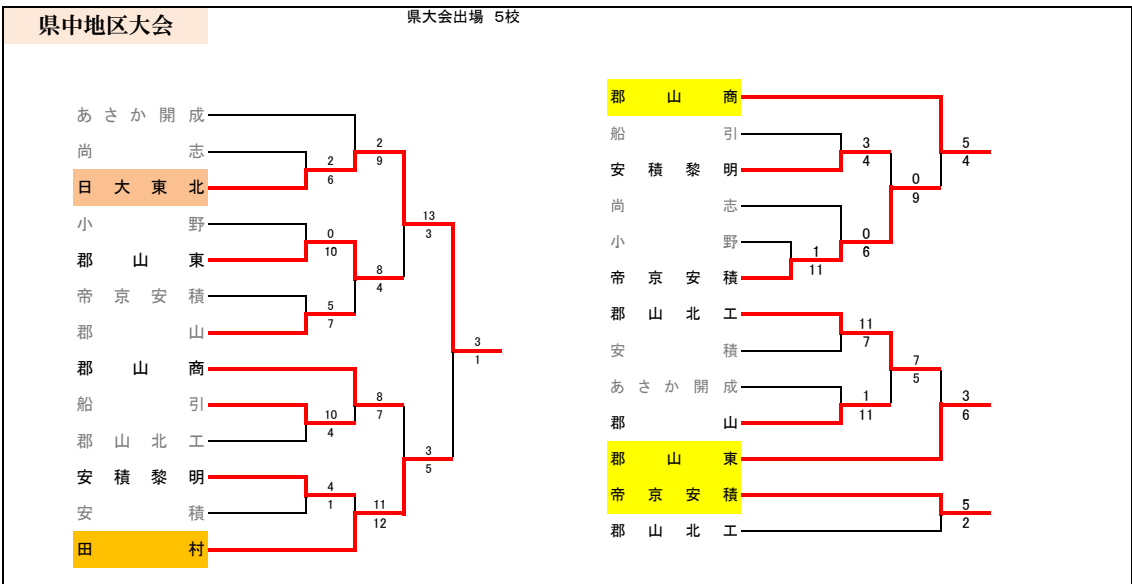 県中地区大会
県大会出場 5校
あさか開成
尚志
日大東北
小野
郡山東
帝京安積
郡山
郡山商
船引
郡山北工
安積黎明
安積
田村
2
9
2
6
13
3
0
10
8
4
5
7
3
1
8
7
10
4
3
5
4
1
11
12
郡山商
船引
安積黎明
尚志
小野
帝京安積
郡山北工
安積
あさか開成
郡山
郡山東
帝京安積
郡山北工
3
4
5
4
0
9
0
6
1
11
11
7
7
5
1
11
3
6
5
2